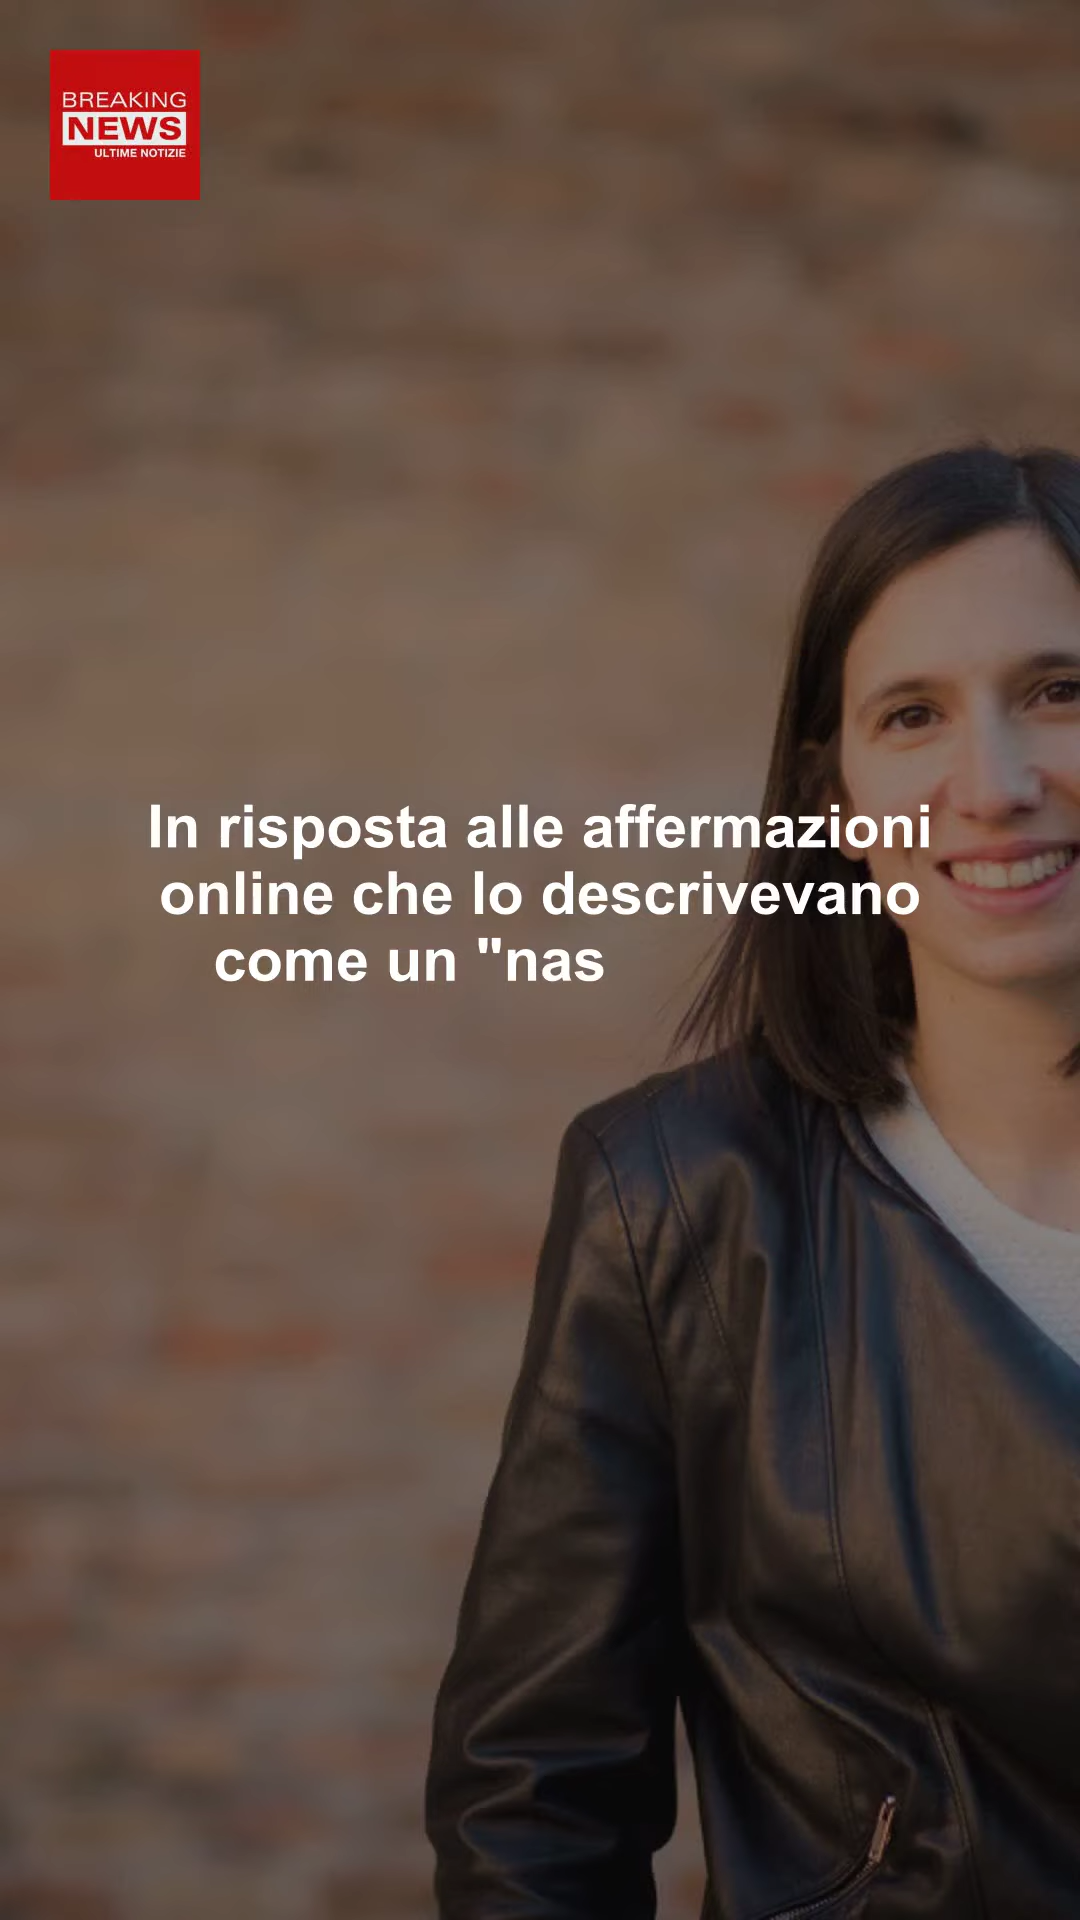 BREAKING
NEWS
ULTIME NOTIZIE
In risposta alle affermazioni
online che lo descrivevano
come un "nas